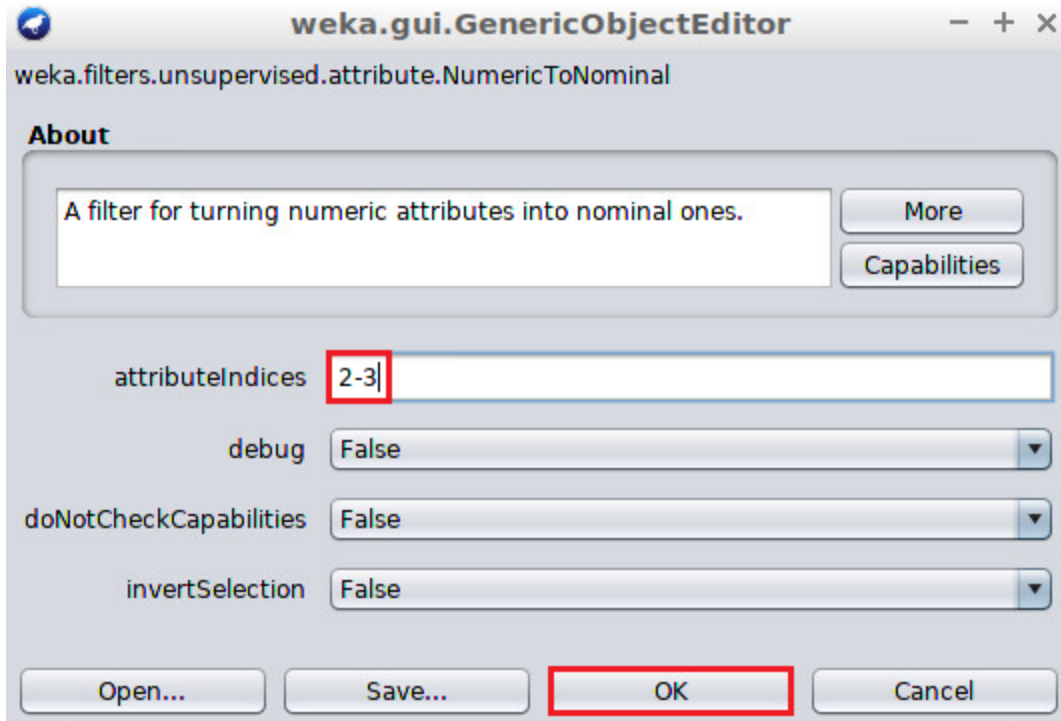 weka.gui.GenericObjectEditor
weka.filters.unsupervised.attribute.NumericToNominal
About
A filter for turning numeric attributes into nominal ones.
More
Capabilities
attributeIndices 2-3
debug False
doNotCheckCapabilities False
invertSelection False
Open... Save... OK Cancel